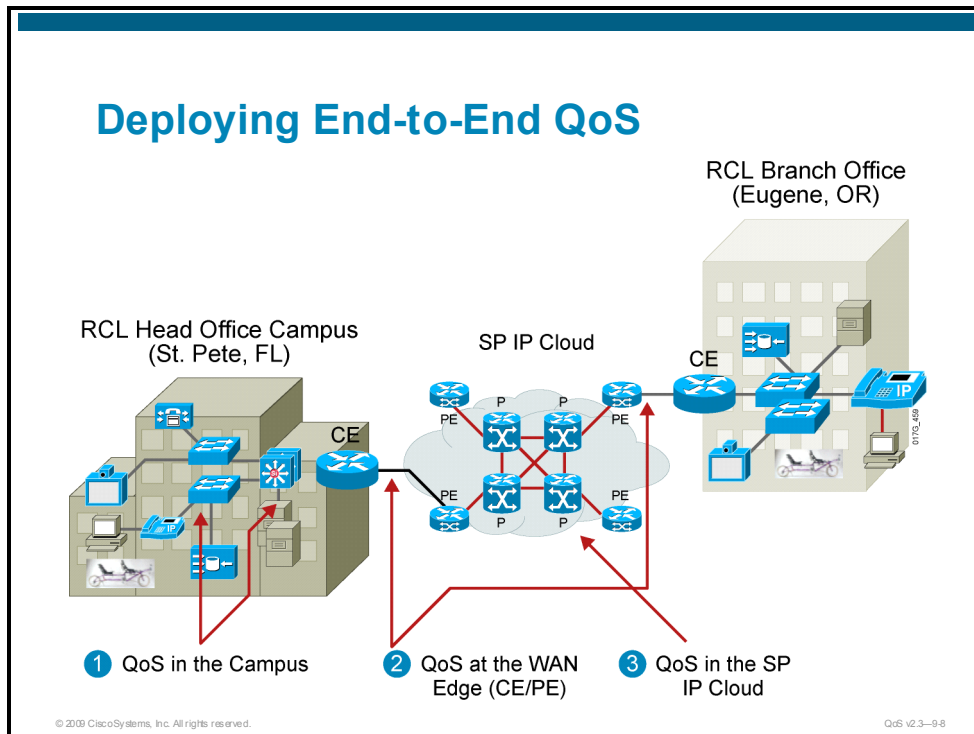 Deploying End-to-End QoS
RCL Branch Office
(Eugene, OR)
RCL Head Office Campus
(St. Pete, FL)
SP IP Cloud
CE
CE
P
P
PE
PE
IP
017G_459
SI
PE
PE
P
P
IP
1 QoS in the Campus
2 QoS at the WAN
Edge (CE/PE)
3 QoS in the SP
IP Cloud
© 2009 Cisco Systems, Inc. All rights reserved.
QoS v2.3—9-8